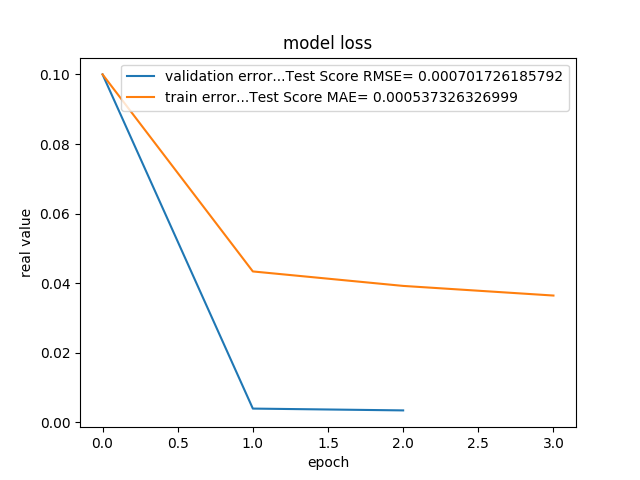 model loss
validation error...Test Score RMSE= 0.000701726185792
train error...Test Score MAE= 0.000537326326999
0.10
0.08
0.06
0.04
0.02
0.00
real value
0.0 0.5 1.0 1.5 2.0 2.5 3.0
epoch